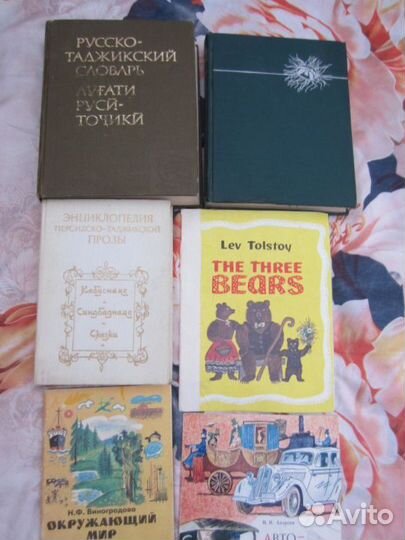 РУССКО-
ТАДЖИКСКИЙ
СЛОВАРЬ
ЛУҒАТИ
РУСӢ-
ТОҶИКӢ
ЭНЦИКЛОПЕДИЯ
ПЕРСИДСКО-ТАДЖИКСКОЙ
ПРОЗЫ
Кабуснаме
Синдбаднаме
Сказки
Lev Tolstoy
THE THREE
BEARS
Н.Ф. Виноградова
ОКРУЖАЮЩИЙ
МИР
АВТО-
Avito